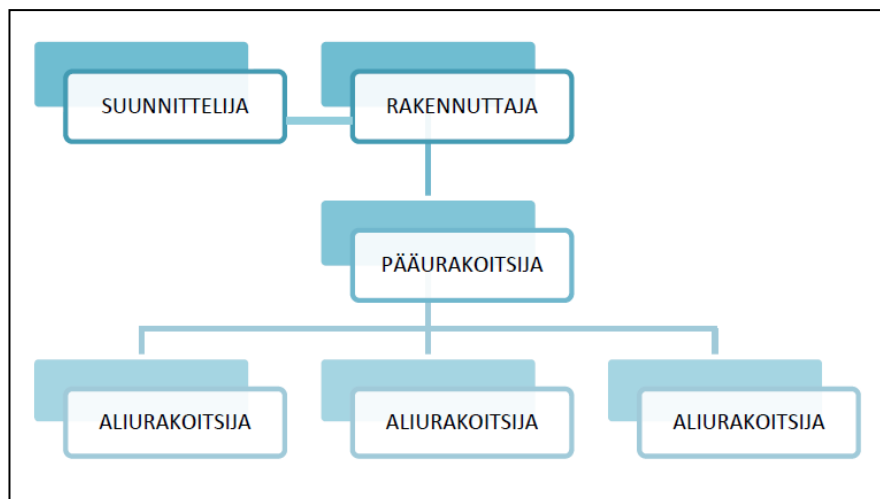 SUUNNITTELIJA
RAKENNUTTAJA
PÄÄURAKOITSIJA
ALIURAKOITSIJA
ALIURAKOITSIJA
ALIURAKOITSIJA